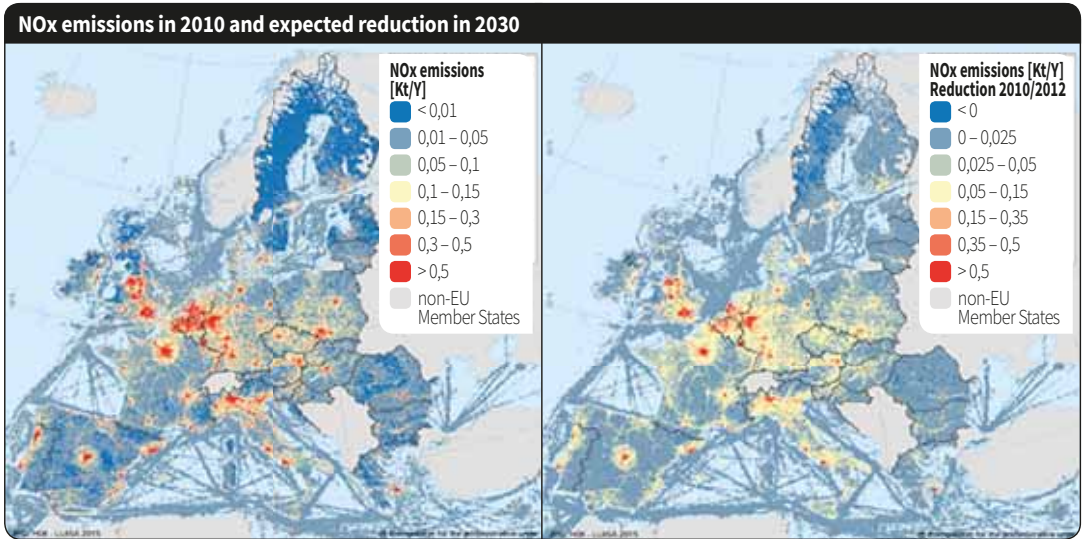 NOx emissions in 2010 and expected reduction in 2030
NOx emissions
[Kt/Y]
< 0,01
0,01 – 0,05
0,05 – 0,1
0,1 – 0,15
0,15 – 0,3
0,3 – 0,5
> 0,5
non-EU
Member States
NOx emissions [Kt/Y]
Reduction 2010/2012
< 0
0 – 0,025
0,025 – 0,05
0,05 – 0,15
0,15 – 0,35
0,35 – 0,5
> 0,5
non-EU
Member States